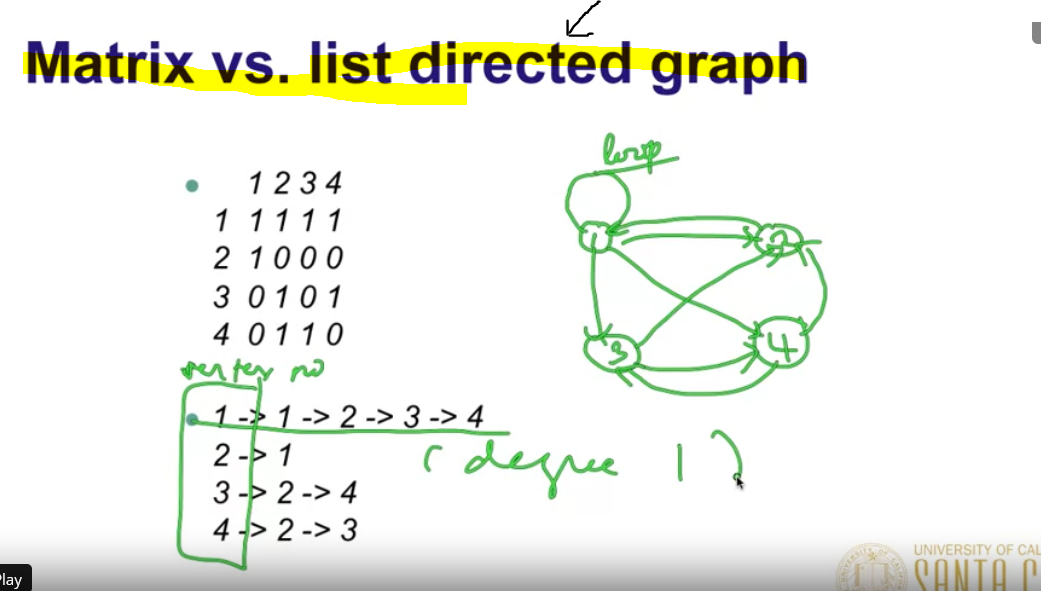 Matrix vs. list directed graph
loop
1 2 3 4
1 1 1 1 1
2 1 0 0 0
3 0 1 0 1
4 0 1 1 0
1 2
3 4
vertex no
1 -> 1 -> 2 -> 3 -> 4
2 -> 1
(degree 1)
3 -> 2 -> 4
4 -> 2 -> 3
UNIVERSITY OF CAL
SANTA C
Play